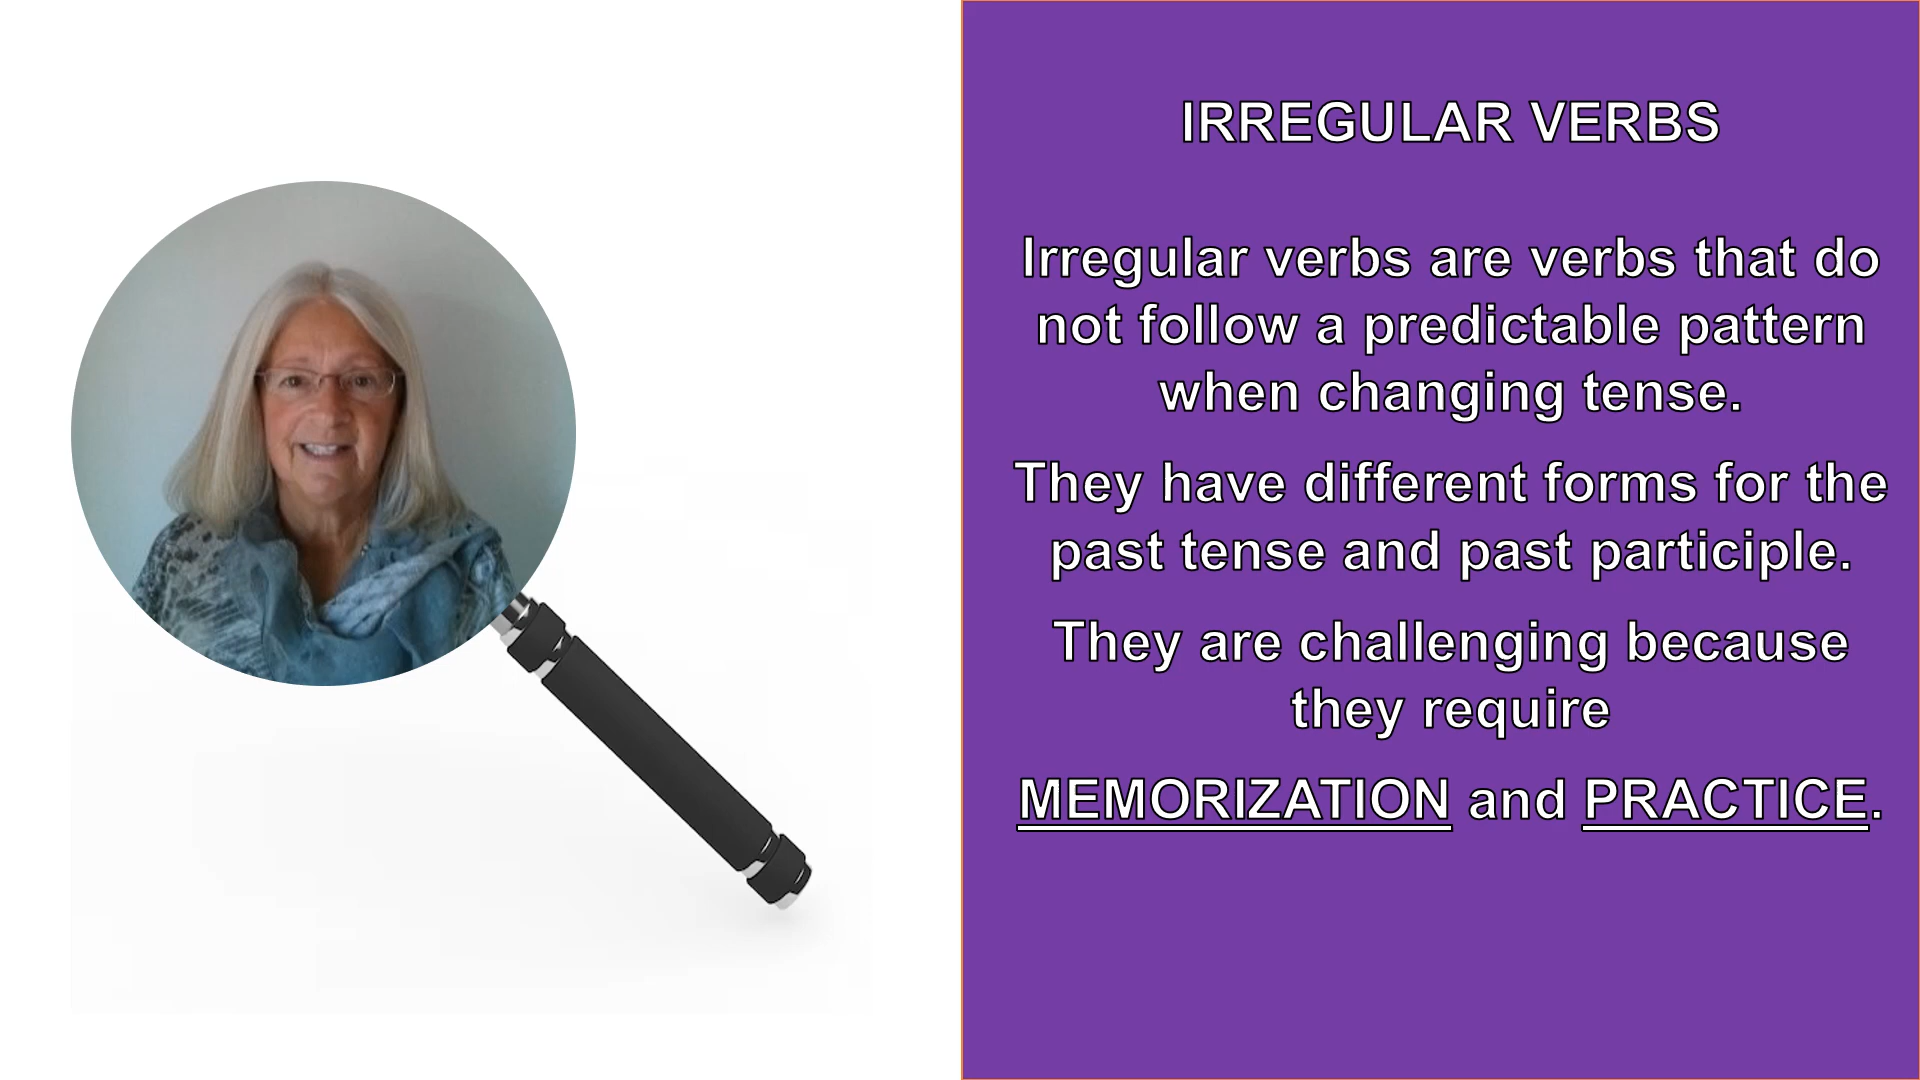 IRREGULAR VERBS
Irregular verbs are verbs that do
not follow a predictable pattern
when changing tense.
They have different forms for the
past tense and past participle.
They are challenging because
they require
MEMORIZATION and PRACTICE.